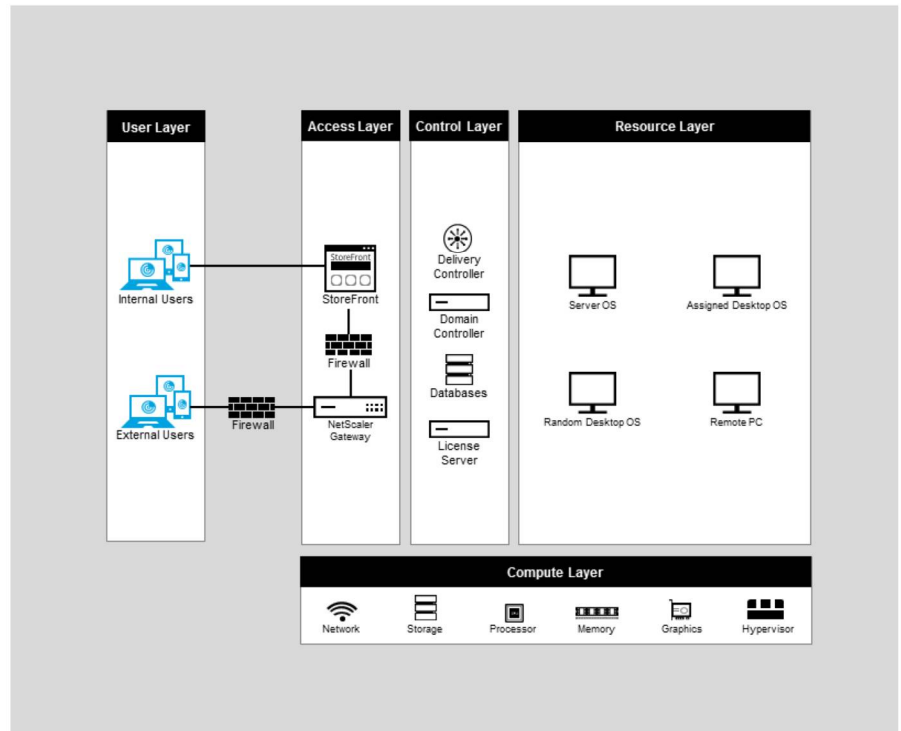 User Layer
Internal Users
External Users
Firewall
Access Layer
StoreFront
StoreFront
Firewall
NetScaler
Gateway
Control Layer
Delivery
Controller
Domain
Controller
Databases
License
Server
Resource Layer
Server OS
Assigned Desktop OS
Random Desktop OS
Remote PC
Compute Layer
Network
Storage
Processor
Memory
Graphics
Hypervisor